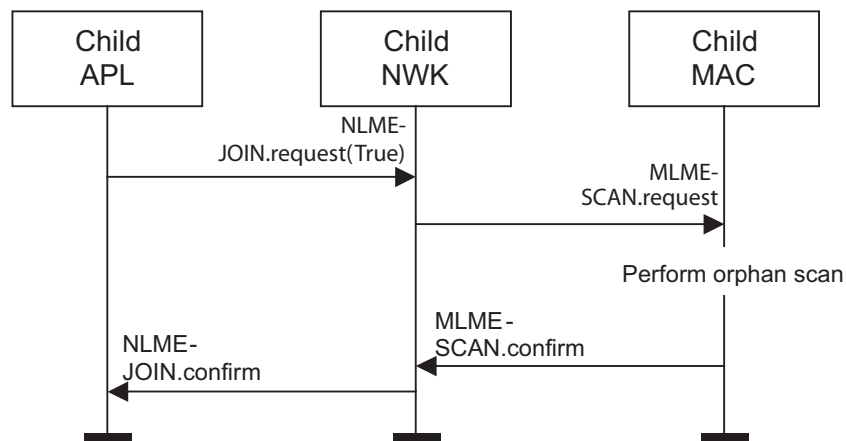 Child
APL
Child
NWK
Child
MAC
NLME-
JOIN.request(True)
MLME-
SCAN.request
Perform orphan scan
MLME-
SCAN.confirm
NLME-
JOIN.confirm